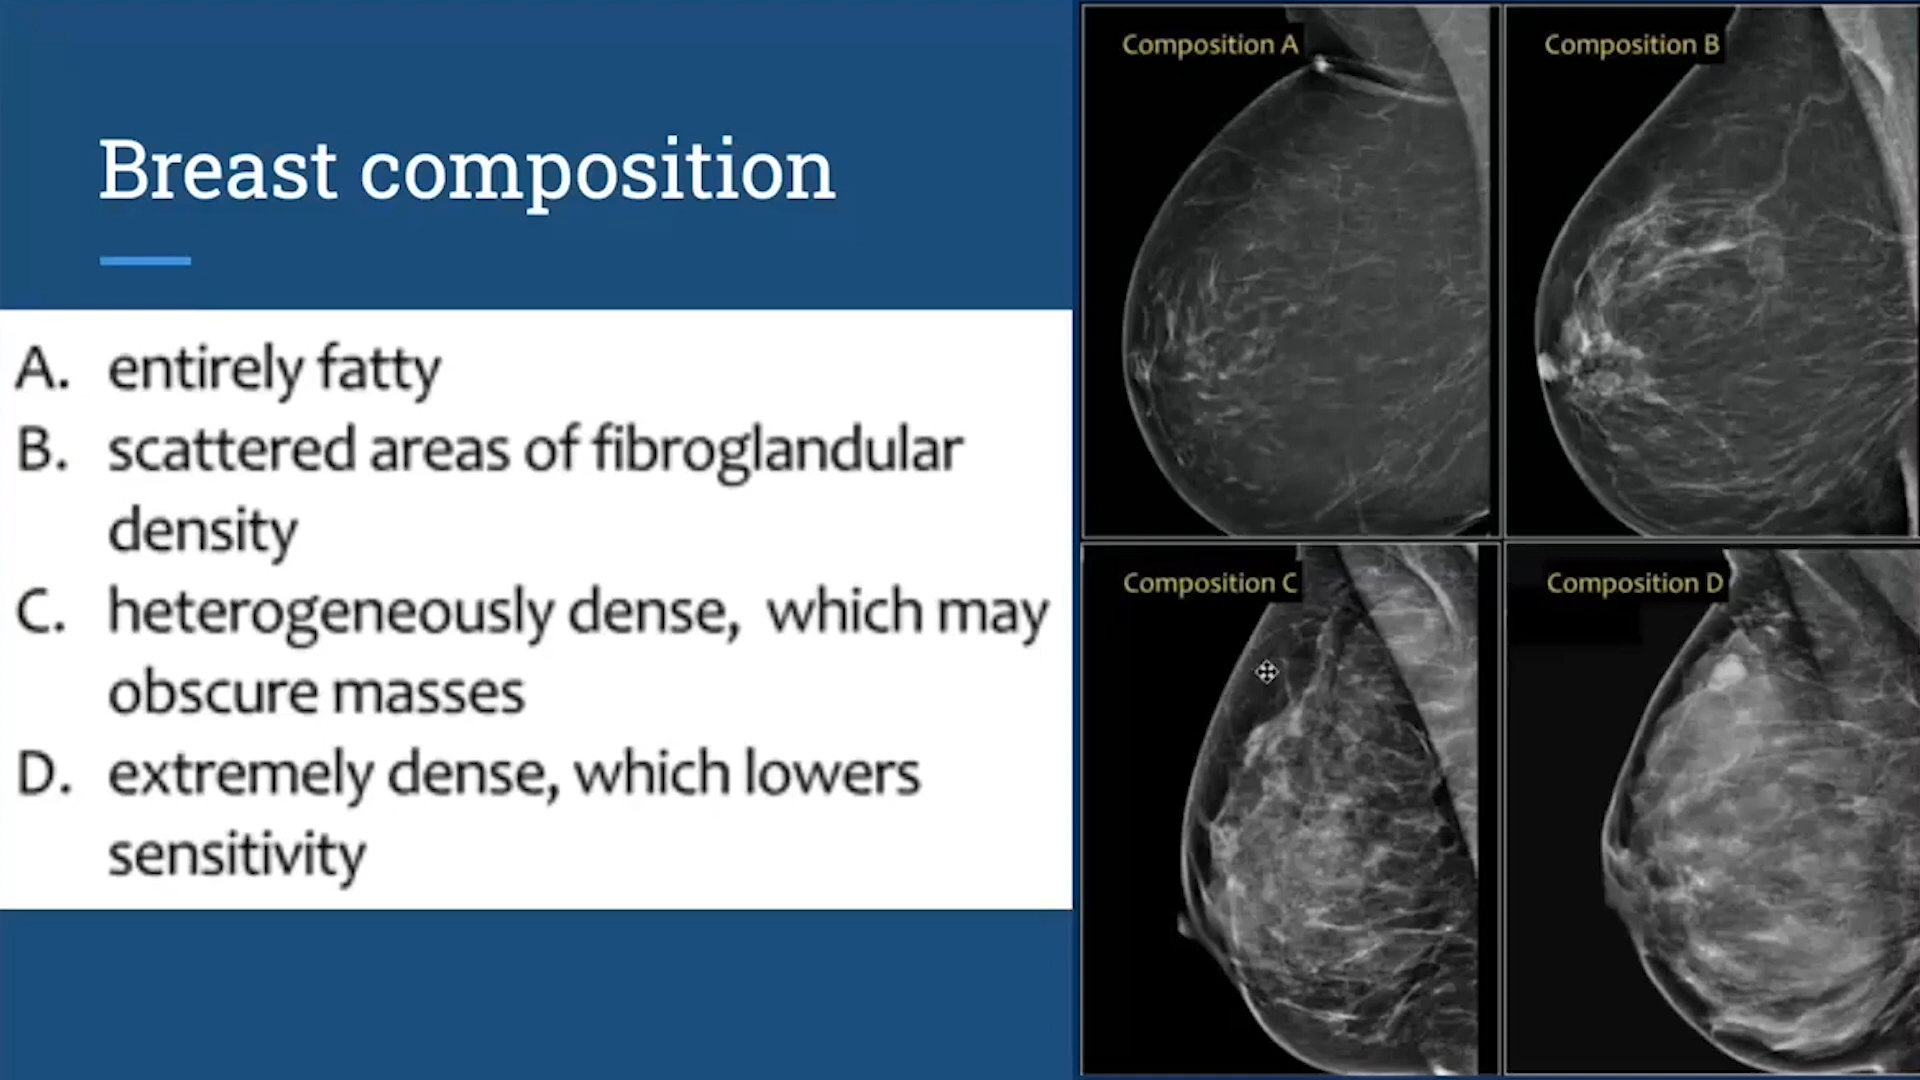 Breast composition
A. entirely fatty
B. scattered areas of fibroglandular
density
C. heterogeneously dense, which may
obscure masses
D. extremely dense, which lowers
sensitivity
Composition A
Composition B
Composition C
Composition D